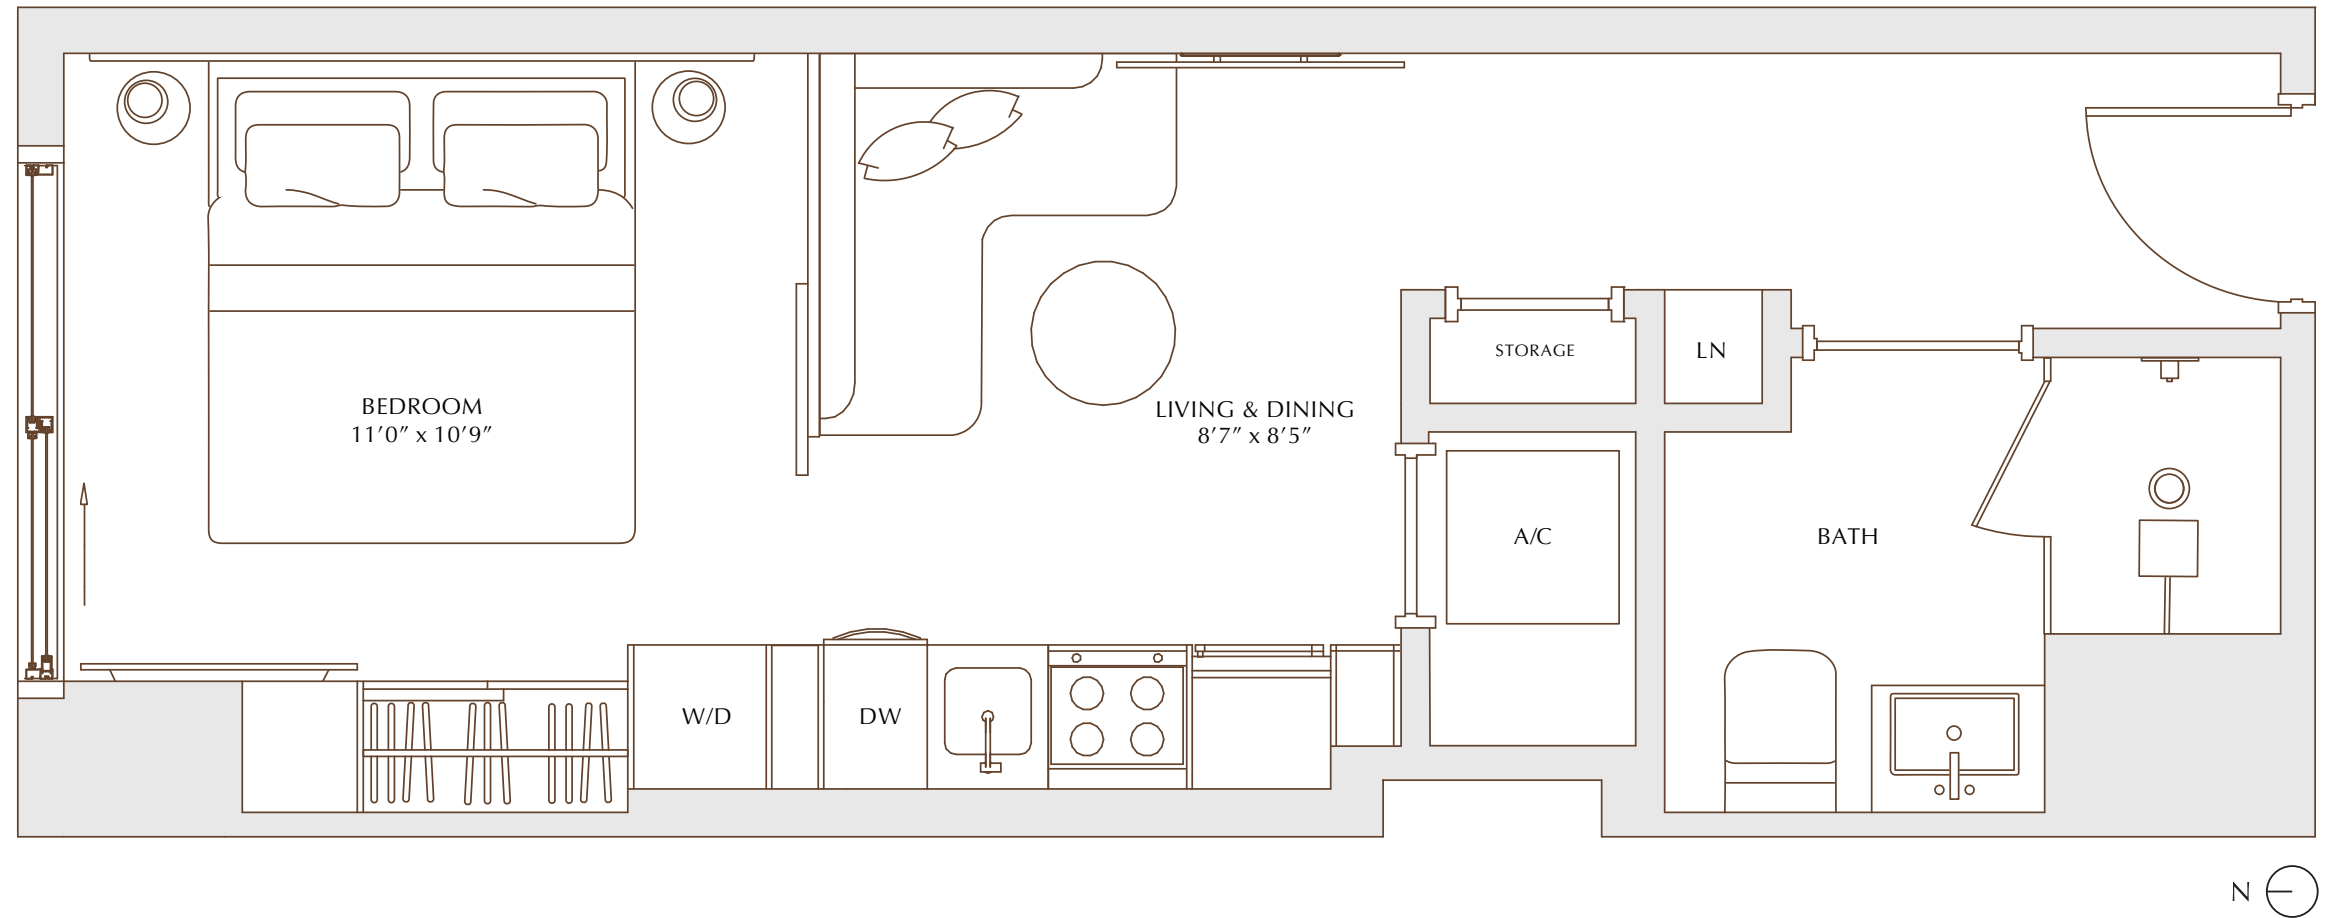 STORAGE
LN
BEDROOM
11’0” x 10’9”
LIVING & DINING
8’7” x 8’5”
A/C
BATH
W/D
DW
N